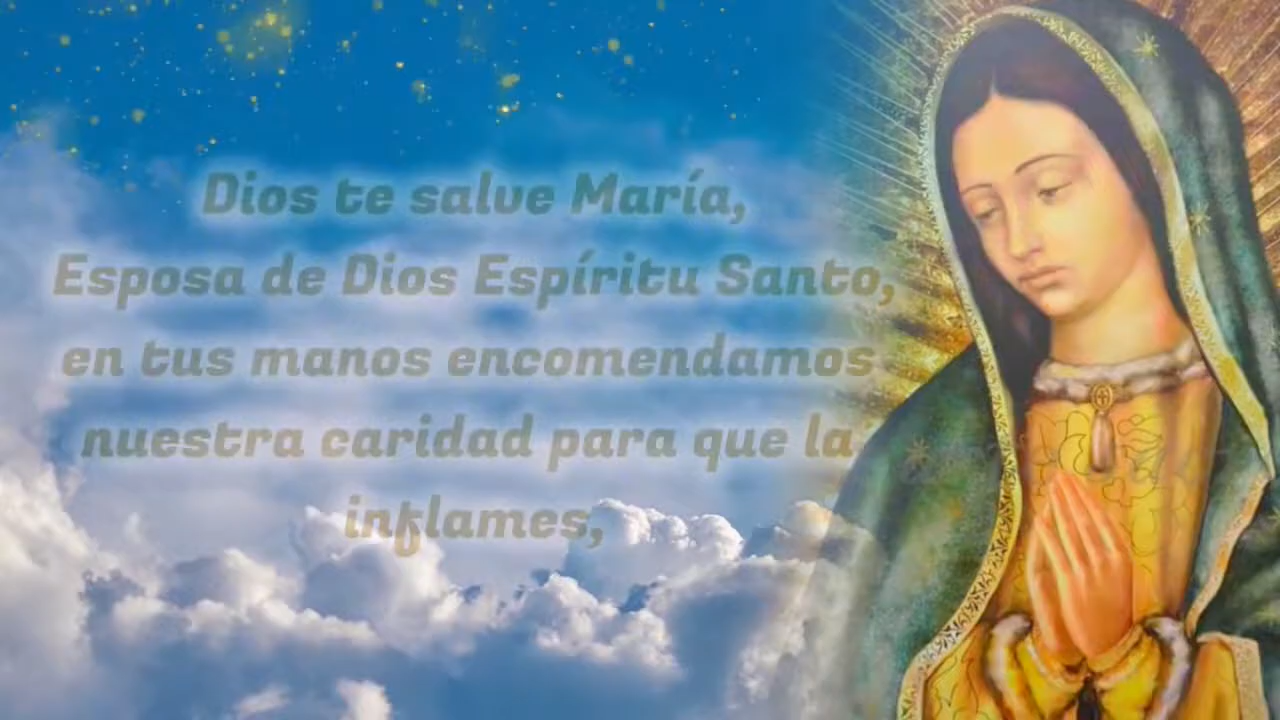 Dios te salve María,
Esposa de Dios Espíritu Santo,
en tus manos encomendamos
nuestra caridad para que la
inflames,